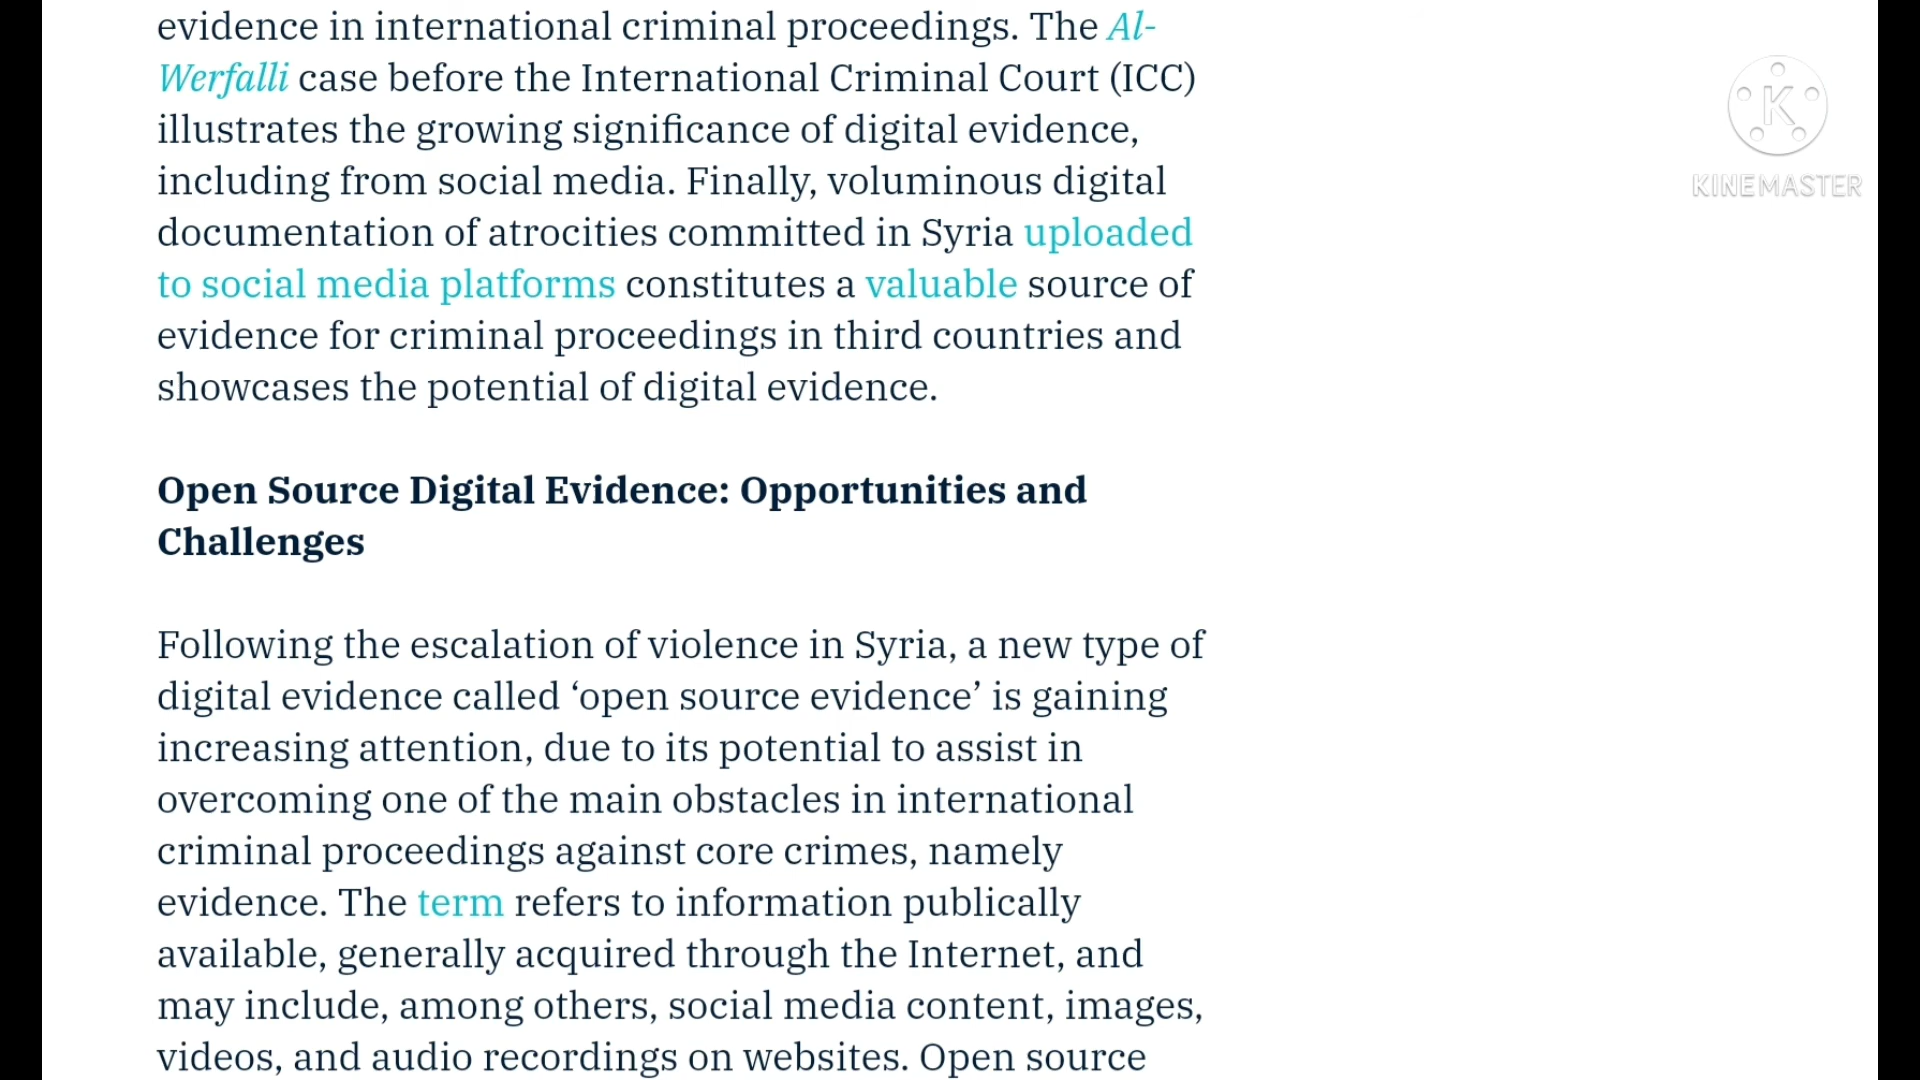 evidence in international criminal proceedings. The Al-
Werfalli case before the International Criminal Court (ICC)
illustrates the growing significance of digital evidence,
including from social media. Finally, voluminous digital
documentation of atrocities committed in Syria uploaded
to social media platforms constitutes a valuable source of
evidence for criminal proceedings in third countries and
showcases the potential of digital evidence.
Open Source Digital Evidence: Opportunities and
Challenges
Following the escalation of violence in Syria, a new type of
digital evidence called ‘open source evidence’ is gaining
increasing attention, due to its potential to assist in
overcoming one of the main obstacles in international
criminal proceedings against core crimes, namely
evidence. The term refers to information publically
available, generally acquired through the Internet, and
may include, among others, social media content, images,
videos, and audio recordings on websites. Open source
K
KINEMASTER